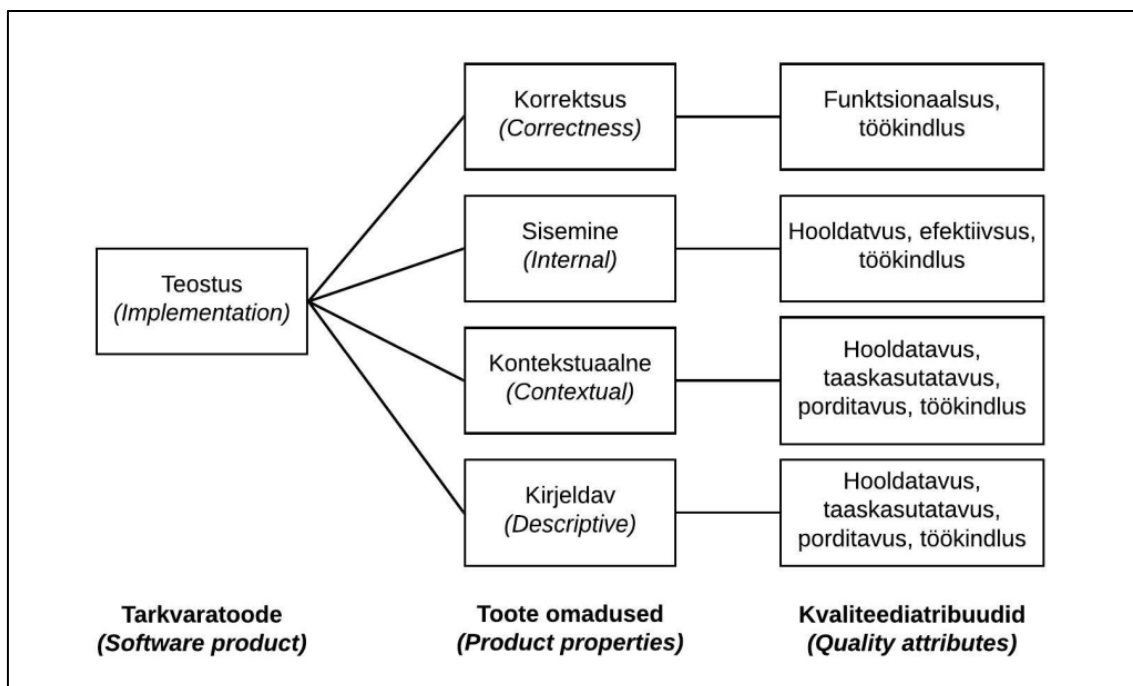 Korrektsus
(Correctness)
Funktsionaalsus,
töökindlus
Sisemine
(Internal)
Hooldatvus, efektiivsus,
töökindlus
Teostus
(Implementation)
Kontekstuaalne
(Contextual)
Hooldatavus,
taaskasutatavus,
porditavus, töökindlus
Kirjeldav
(Descriptive)
Hooldatavus,
taaskasutatavus,
porditavus, töökindlus
Tarkvaratoode
(Software product)
Toote omadused
(Product properties)
Kvaliteediatribuudid
(Quality attributes)